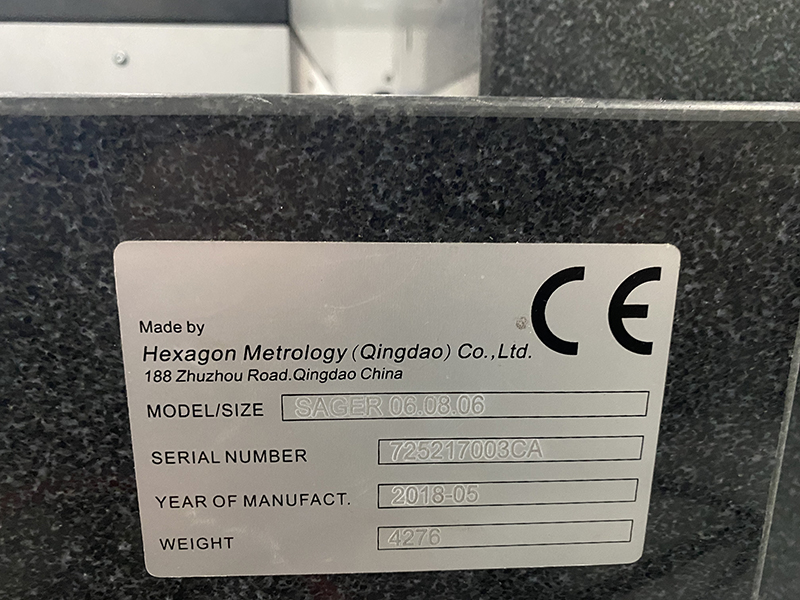 CE
Made by
Hexagon Metrology (Qingdao) Co.,Ltd.
188 Zhuzhou Road.Qingdao China
MODEL/SIZE SAGER 06.08.06
SERIAL NUMBER 725217003CA
YEAR OF MANUFACT. 2018-05
WEIGHT 4276